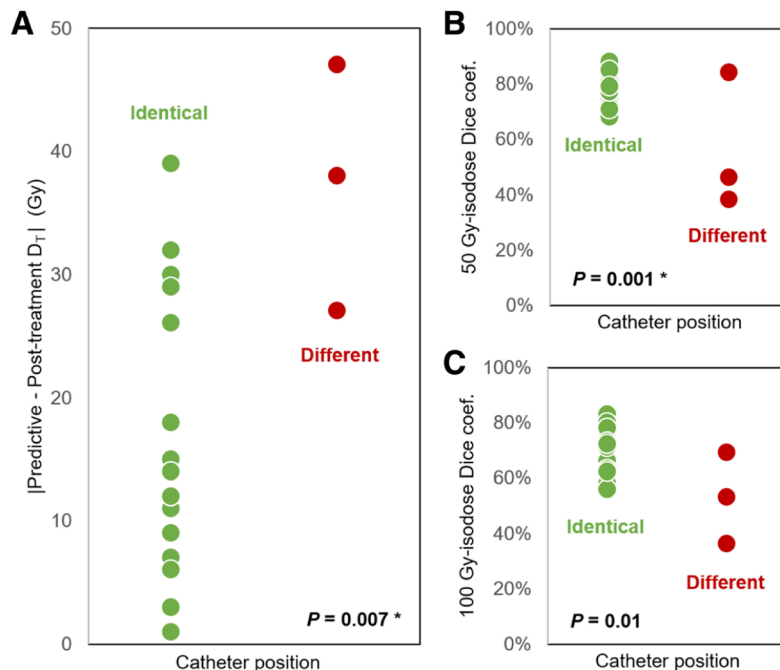 A
50
40
30
20
10
0
|Predictive - Post-treatment D_T| (Gy)
Identical
Different
P = 0.007 *
Catheter position
B
100%
80%
60%
40%
20%
0%
50 Gy-isodose Dice coef.
Identical
Different
P = 0.001 *
Catheter position
C
100%
80%
60%
40%
20%
0%
100 Gy-isodose Dice coef.
Identical
Different
P = 0.01
Catheter position